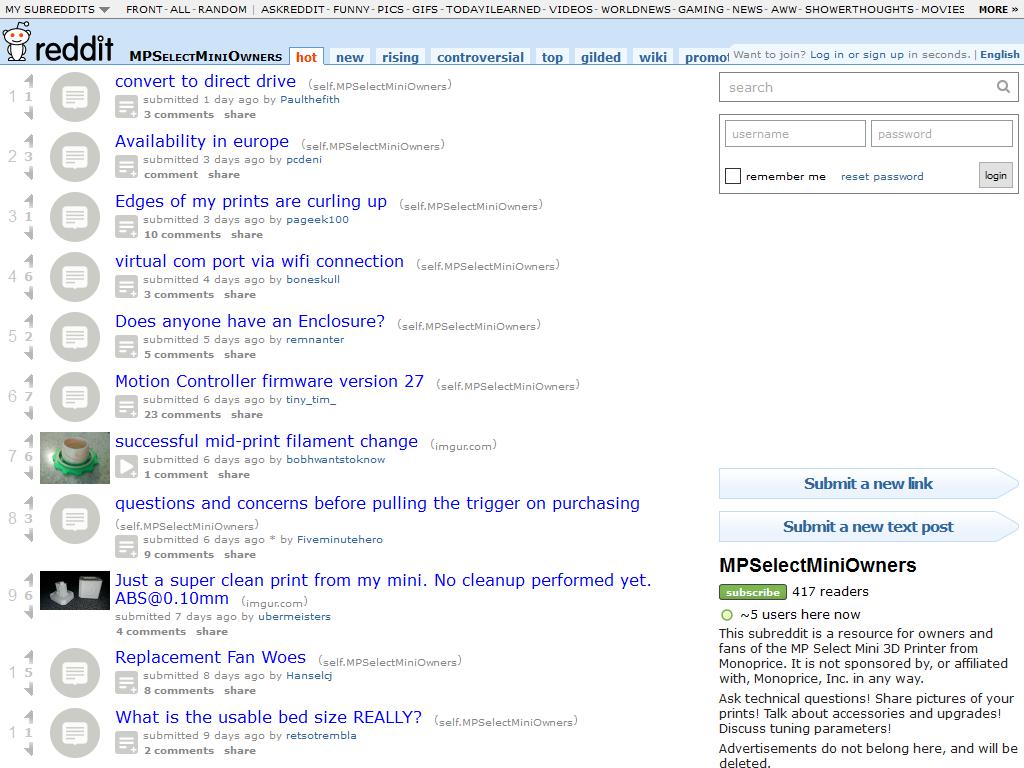 MY SUBREDDITS FRONT - ALL - RANDOM | ASKREDDIT - FUNNY - PICS - GIFS - TODAYILEARNED - VIDEOS - WORLDNEWS - GAMING - NEWS - AWW - SHOWERTHOUGHTS - MOVIES MORE »
reddit MPSELECTMINIOWNERS hot new rising controversial top gilded wiki promo
Want to join? Log in or sign up in seconds. | English
1 1 convert to direct drive (self.MPSelectMiniOwners)
submitted 1 day ago by Paulthefith
3 comments share
2 3 Availability in europe (self.MPSelectMiniOwners)
submitted 3 days ago by pcdeni
comment share
3 1 Edges of my prints are curling up (self.MPSelectMiniOwners)
submitted 3 days ago by pageek100
10 comments share
4 6 virtual com port via wifi connection (self.MPSelectMiniOwners)
submitted 4 days ago by boneskull
3 comments share
5 2 Does anyone have an Enclosure? (self.MPSelectMiniOwners)
submitted 5 days ago by remnanter
5 comments share
6 7 Motion Controller firmware version 27 (self.MPSelectMiniOwners)
submitted 6 days ago by tiny_tim_
23 comments share
7 6 successful mid-print filament change (imgur.com)
submitted 6 days ago by bobhwantstoknow
1 comment share
8 3 questions and concerns before pulling the trigger on purchasing
(self.MPSelectMiniOwners)
submitted 6 days ago * by Fiveminutehero
9 comments share
9 6 Just a super clean print from my mini. No cleanup performed yet.
ABS@0.10mm (imgur.com)
submitted 7 days ago by ubermeisters
4 comments share
1 5 Replacement Fan Woes (self.MPSelectMiniOwners)
submitted 8 days ago by Hanselcj
8 comments share
1 1 What is the usable bed size REALLY? (self.MPSelectMiniOwners)
submitted 9 days ago by retsotrembla
2 comments share
search
username password
remember me reset password login
Submit a new link
Submit a new text post
MPSelectMiniOwners
subscribe 417 readers
~5 users here now
This subreddit is a resource for owners and
fans of the MP Select Mini 3D Printer from
Monoprice. It is not sponsored by, or affiliated
with, Monoprice, Inc. in any way.
Ask technical questions! Share pictures of your
prints! Talk about accessories and upgrades!
Discuss tuning parameters!
Advertisements do not belong here, and will be
deleted.